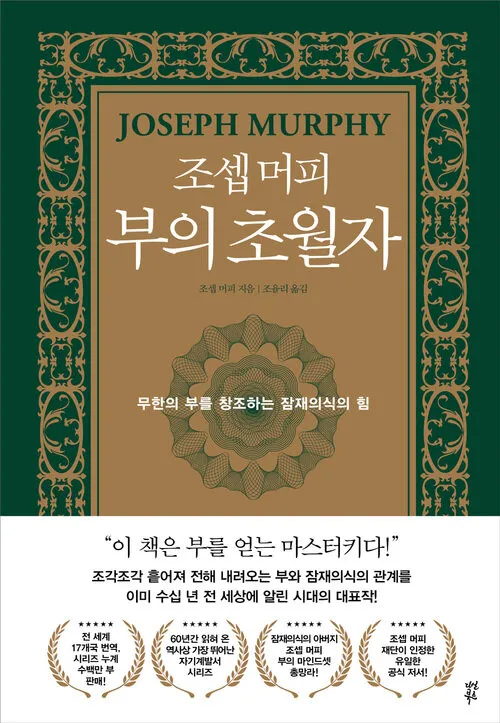 JOSEPH MURPHY
조셉 머피
부의 초월자
조셉 머피 지음 | 조율리 옮김
무한의 부를 창조하는 잠재의식의 힘
“이 책은 부를 얻는 마스터키다!”
조각조각 흩어져 전해 내려오는 부와 잠재의식의 관계를
이미 수십 년 전 세상에 알린 시대의 대표작!
★★★★★
전 세계
17개국 번역,
시리즈 누계
수백만 부
판매!
★★★★★
60년간 읽혀 온
역사상 가장 뛰어난
자기계발서
시리즈
★★★★★
잠재의식의 아버지
조셉 머피
부의 마인드셋
총망라!
★★★★★
조셉 머피
재단이 인정한
유일한
공식 저서!
다산
북스